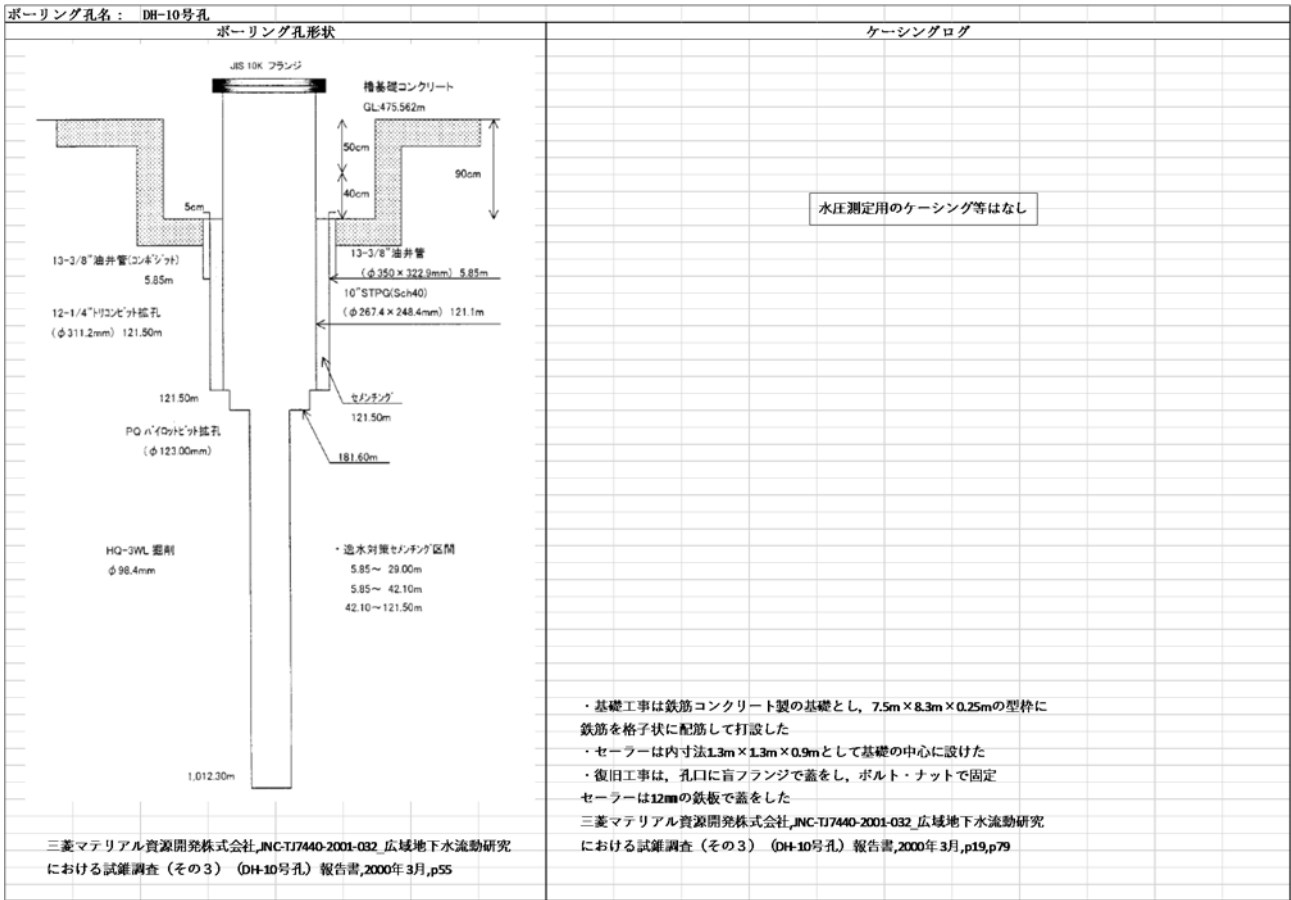 ボーリング孔名： DH-10号孔
ボーリング孔形状
ケーシングログ
JIS 10K フランジ
櫓基礎コンクリート
GL:475.562m
50cm
90cm
40cm
5cm
13-3/8"油井管(コンポジット)
5.85m
13-3/8"油井管
(φ350×322.9mm) 5.85m
10"STPG(Sch40)
(φ267.4×248.4mm) 121.1m
12-1/4"トリコンビット拡孔
(φ311.2mm) 121.50m
121.50m
セメンチング
121.50m
PQ パイロットビット拡孔
(φ123.00mm)
181.60m
HQ-3WL 掘削
φ98.4mm
・逸水対策セメンチング区間
5.85～ 29.00m
5.85～ 42.10m
42.10～121.50m
1,012.30m
三菱マテリアル資源開発株式会社,JNC-TJ7440-2001-032_広域地下水流動研究
における試錐調査（その３）（DH-10号孔）報告書,2000年3月,p55
水圧測定用のケーシング等はなし
・基礎工事は鉄筋コンクリート製の基礎とし，7.5m×8.3m×0.25mの型枠に
鉄筋を格子状に配筋して打設した
・セーラーは内寸法1.3m×1.3m×0.9mとして基礎の中心に設けた
・復旧工事は，孔口に盲フランジで蓋をし，ボルト・ナットで固定
セーラーは12㎜の鉄板で蓋をした
三菱マテリアル資源開発株式会社,JNC-TJ7440-2001-032_広域地下水流動研究
における試錐調査（その３）（DH-10号孔）報告書,2000年3月,p19,p79